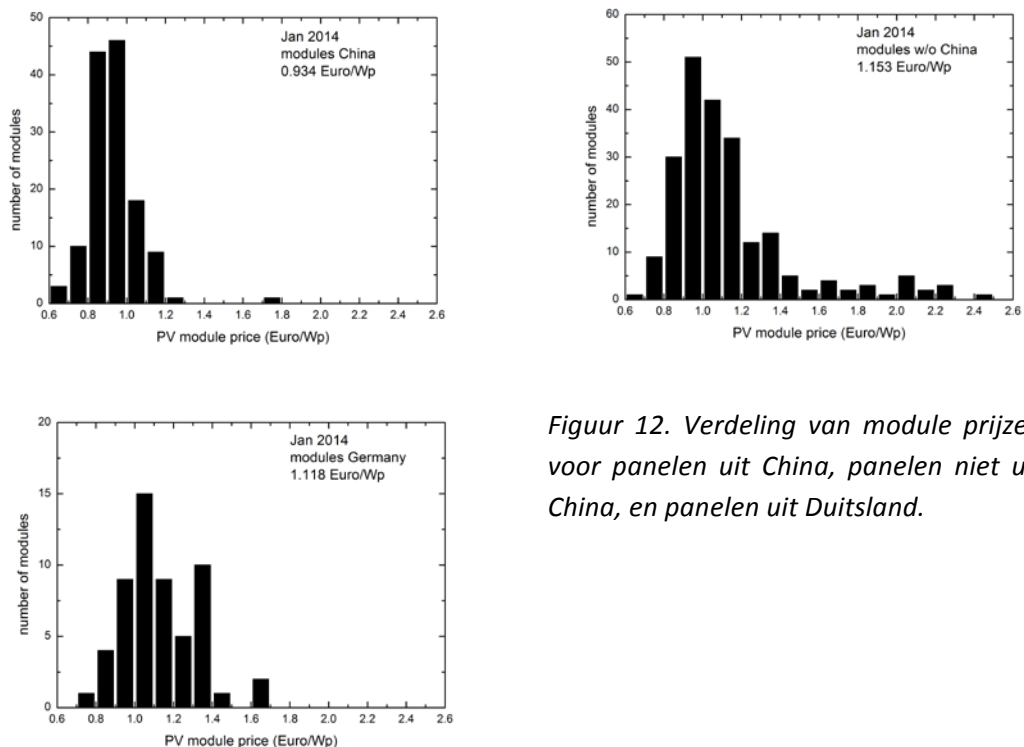 50
40
30
20
10
0
number of modules
Jan 2014
modules China
0.934 Euro/Wp
0.6 0.8 1.0 1.2 1.4 1.6 1.8 2.0 2.2 2.4 2.6
PV module price (Euro/Wp)
60
50
40
30
20
10
0
number of modules
Jan 2014
modules w/o China
1.153 Euro/Wp
0.6 0.8 1.0 1.2 1.4 1.6 1.8 2.0 2.2 2.4 2.6
PV module price (Euro/Wp)
20
15
10
5
0
number of modules
Jan 2014
modules Germany
1.118 Euro/Wp
0.6 0.8 1.0 1.2 1.4 1.6 1.8 2.0 2.2 2.4 2.6
PV module price (Euro/Wp)
Figuur 12. Verdeling van module prijze
voor panelen uit China, panelen niet u
China, en panelen uit Duitsland.